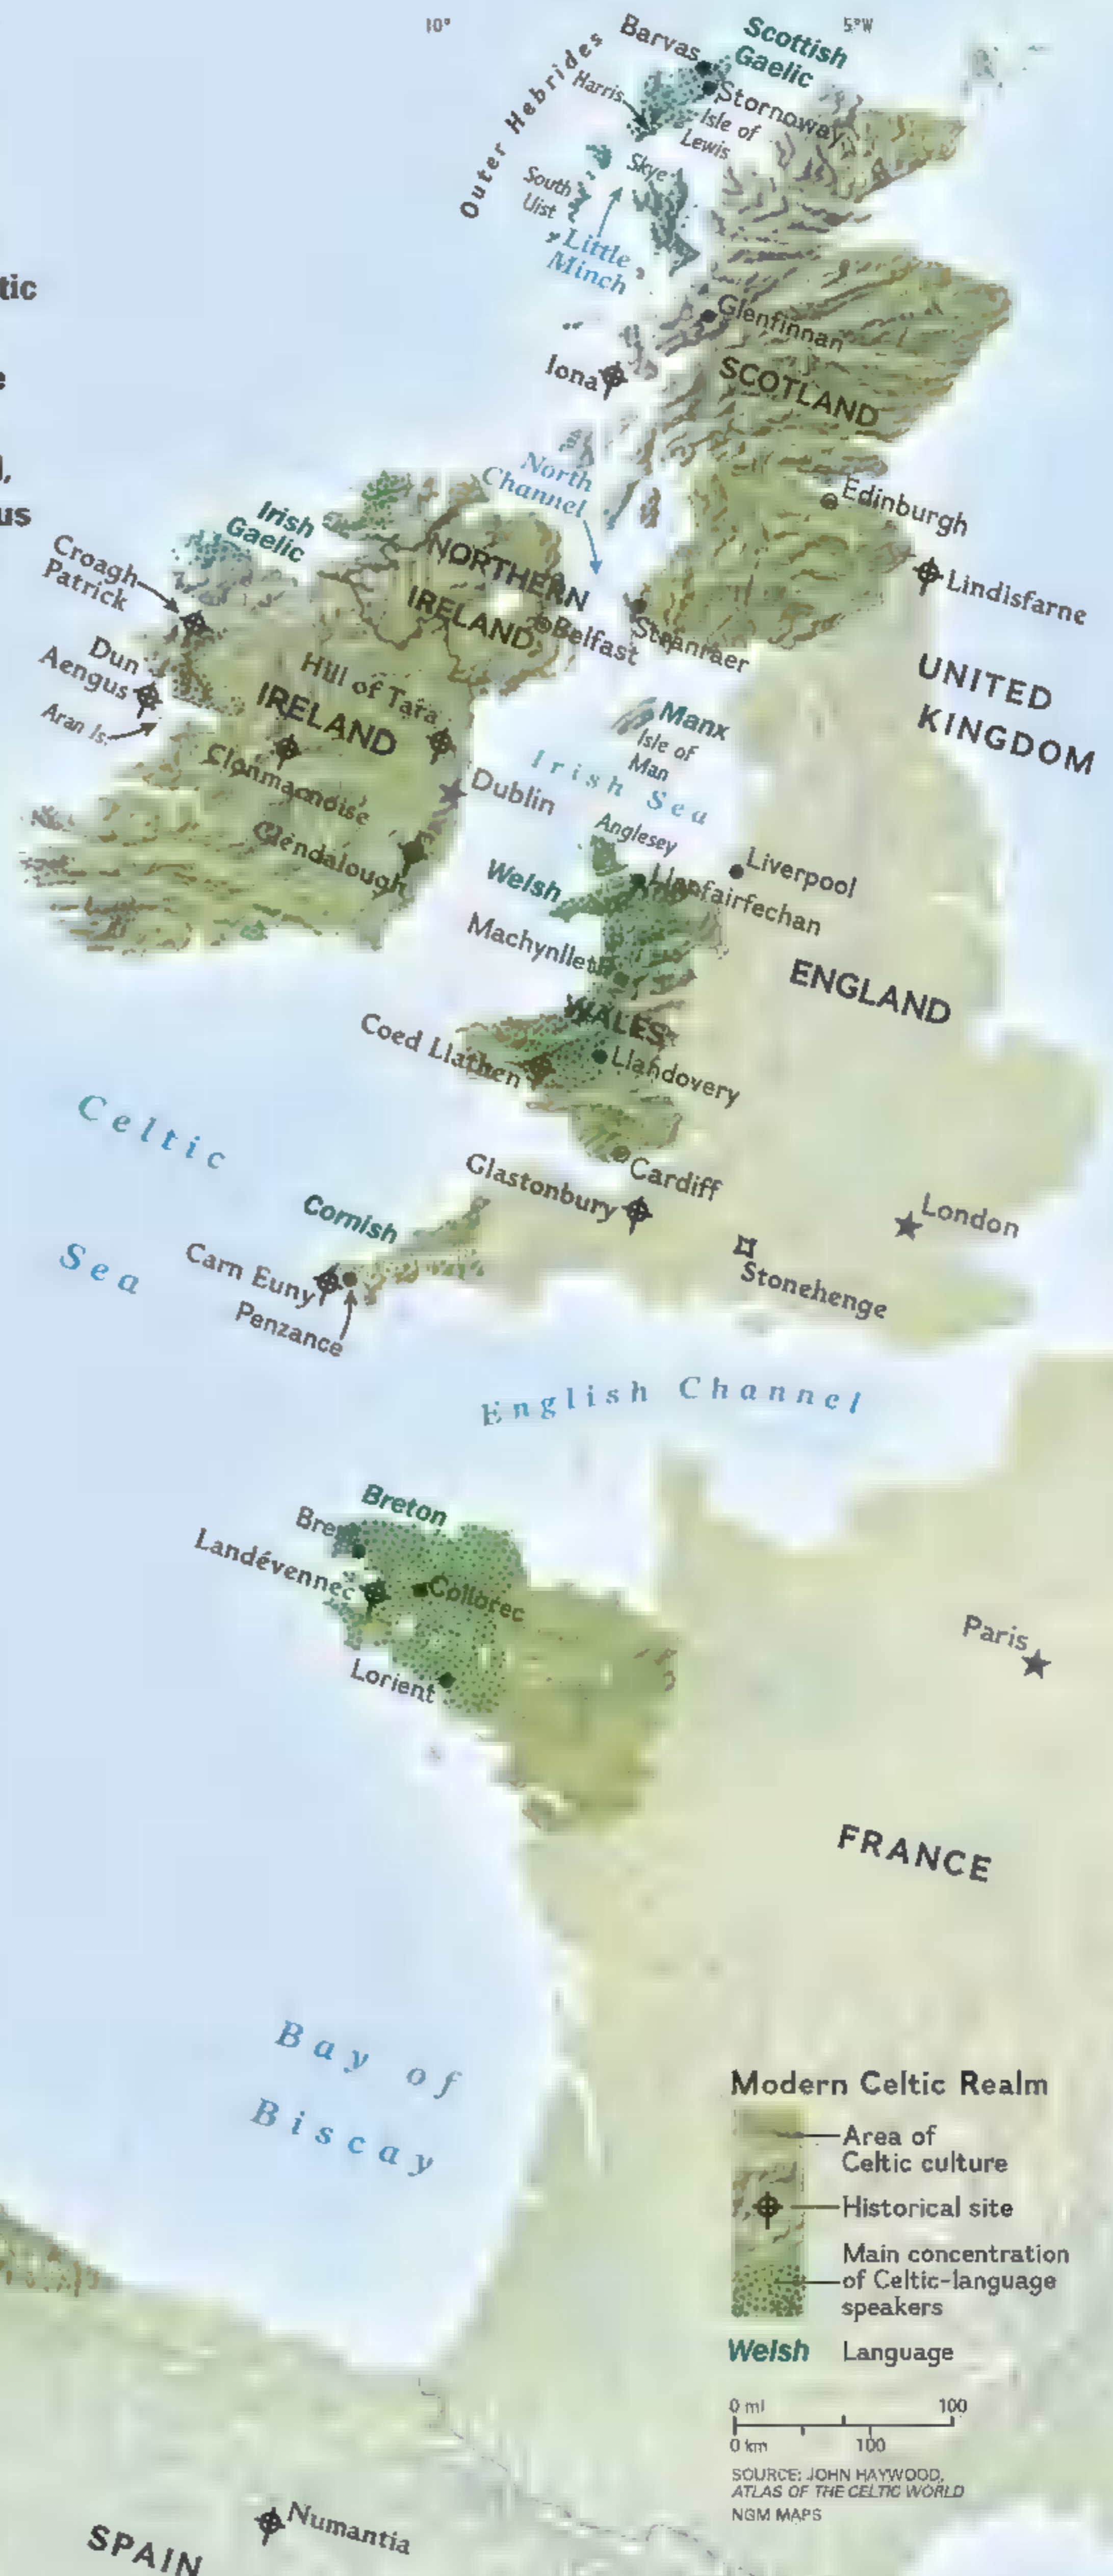 10°
5°W
Barvas
Scottish
Gaelic
Outer Hebrides
Harris
Stornoway
Isle of
Lewis
Skye
South
Uist
Little
Minch
tic
Glenfinnan
Iona
SCOTLAND
e
North
Channel
),
us
Edinburgh
Irish
Gaelic
Croagh
Patrick
NORTHERN
IRELAND
Lindisfarne
Belfast
Stranraer
Dun
Aengus
Aran Is.
Hill of Tara
IRELAND
UNITED
KINGDOM
Manx
Isle of
Man
Clonmacnoise
Dublin
Irish Sea
Anglesey
Glendalough
Liverpool
Welsh
Llanfairfechan
Machynlleth
ENGLAND
WALES
Coed Llathen
Llandovery
Celtic
Sea
Cardiff
Glastonbury
Cornish
London
Carn Euny
Penzance
Stonehenge
English Channel
Breton
Brest
Landévennec
Collorec
Lorient
Paris
FRANCE
Bay of
Biscay
Modern Celtic Realm
Area of
Celtic culture
Historical site
Main concentration
of Celtic-language
speakers
Welsh Language
0 mi 100
0 km 100
SOURCE: JOHN HAYWOOD,
ATLAS OF THE CELTIC WORLD
NGM MAPS
Numantia
SPAIN